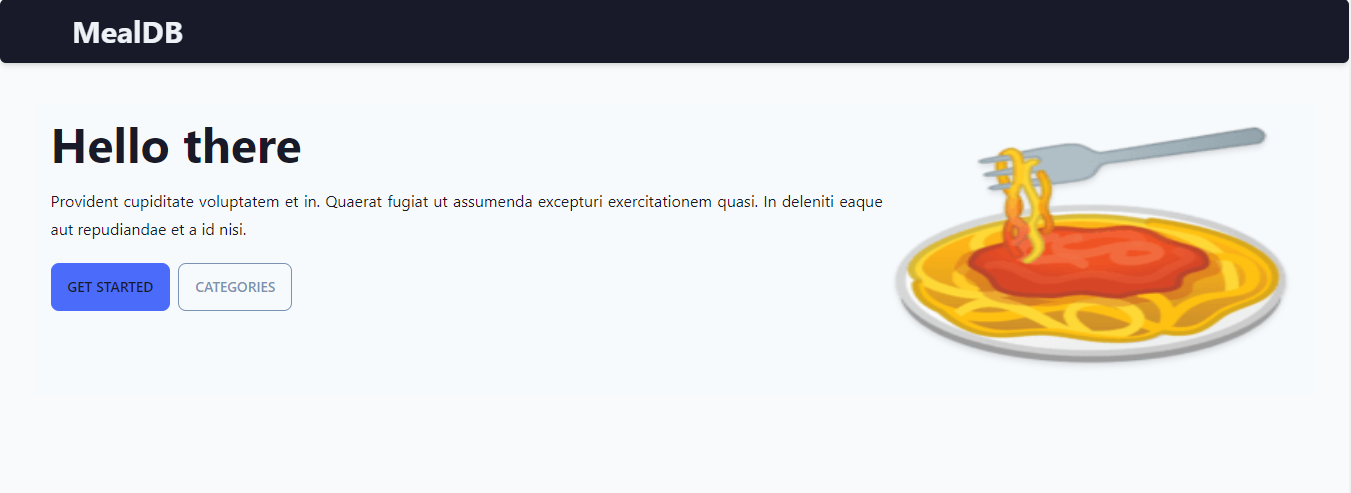 MealDB
Hello there
Provident cupiditate voluptatem et in. Quaerat fugiat ut assumenda excepturi exercitationem quasi. In deleniti eaque
aut repudiandae et a id nisi.
GET STARTED
CATEGORIES